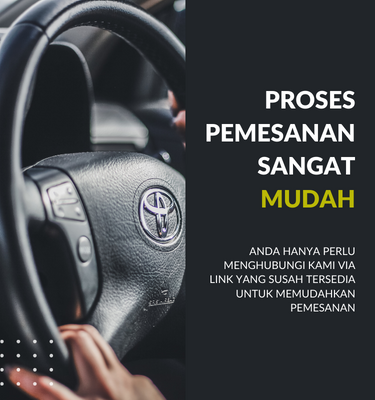 PROSES
PEMESANAN
SANGAT
MUDAH
ANDA HANYA PERLU
MENGHUBUNGI KAMI VIA
LINK YANG SUSAH TERSEDIA
UNTUK MEMUDAHKAN
PEMESANAN